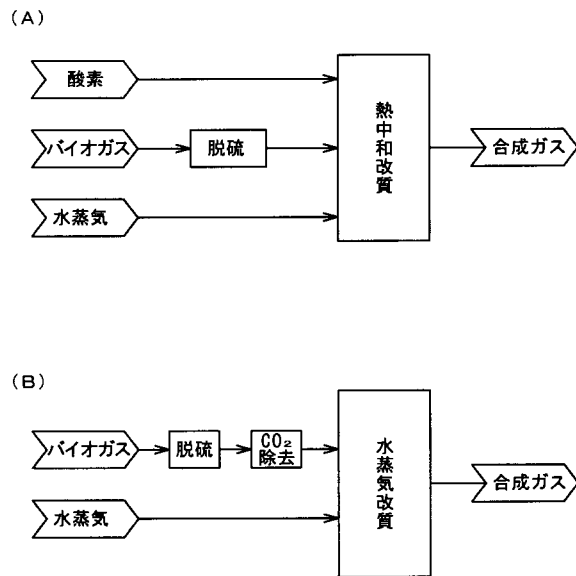 (A)
酸素
バイオガス
脱硫
水蒸気
熱中和改質
合成ガス
(B)
バイオガス
脱硫
CO₂
除去
水蒸気
水蒸気改質
合成ガス